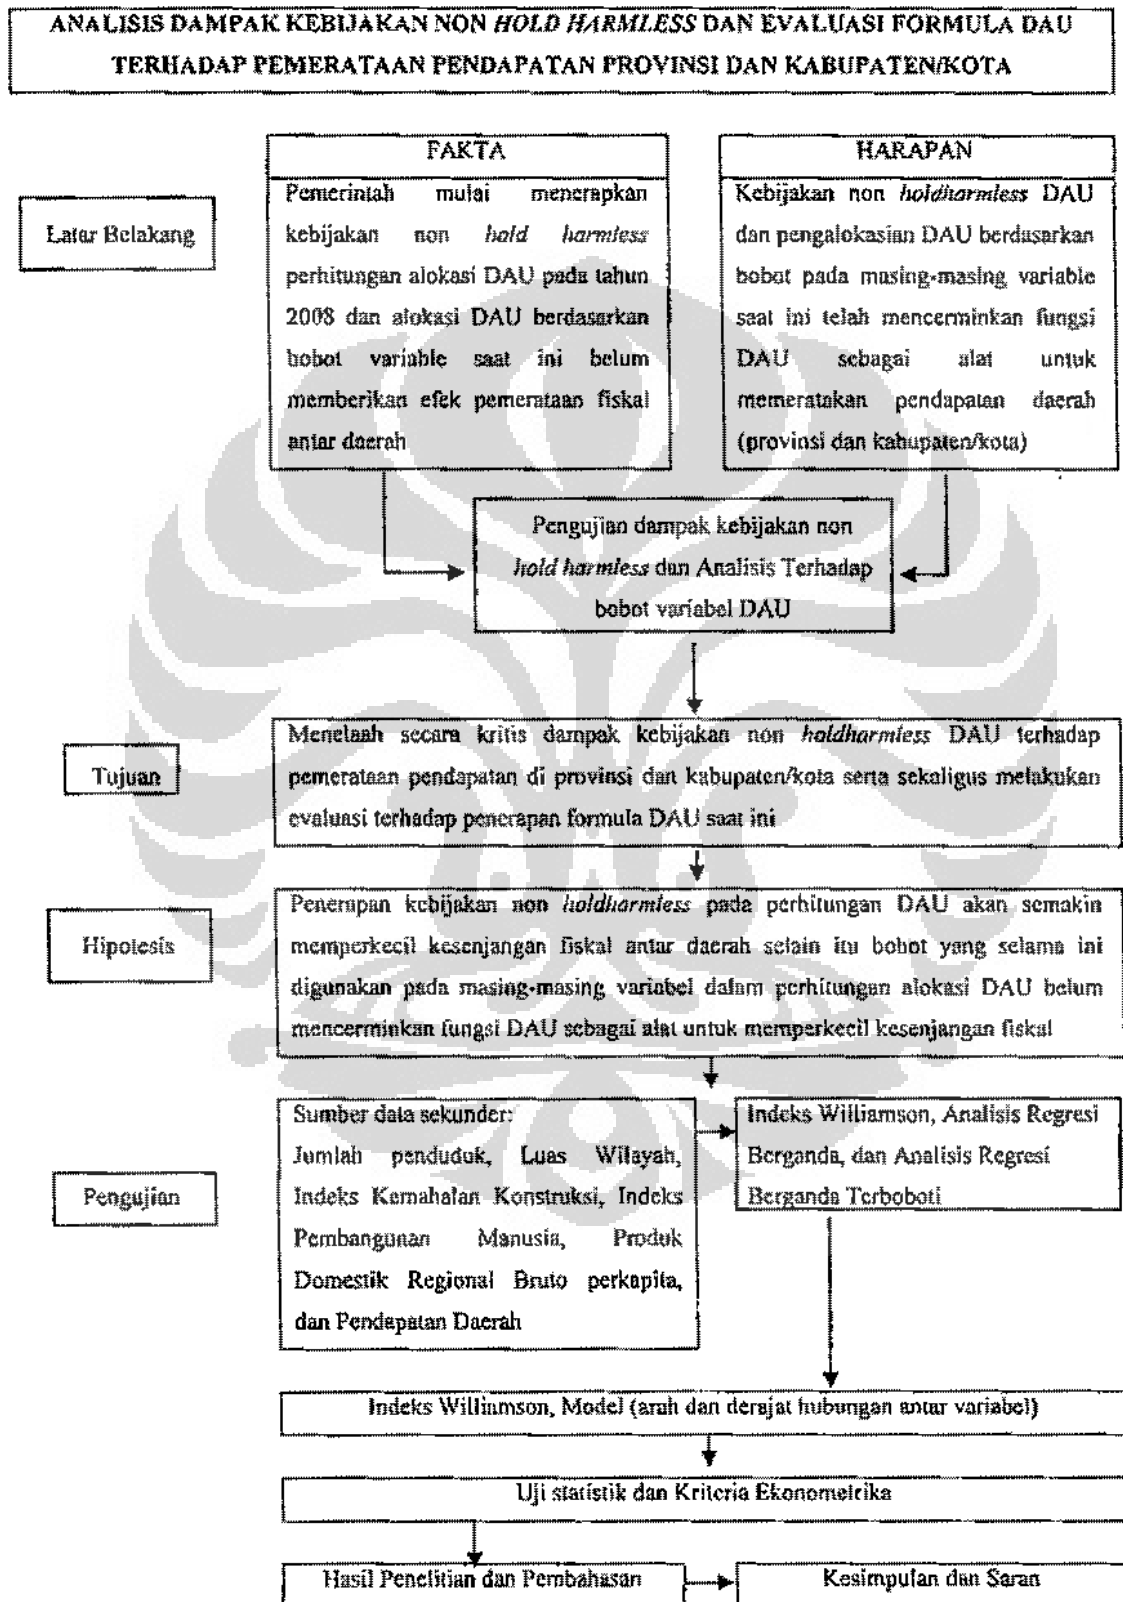 ANALISIS DAMPAK KEBIJAKAN NON HOLD HARMLESS DAN EVALUASI FORMULA DAU
TERHADAP PEMERATAAN PENDAPATAN PROVINSI DAN KABUPATEN/KOTA
Latar Belakang
FAKTA
Pemerintah mulai menerapkan
kebijakan non hold harmless
perhitungan alokasi DAU pada tahun
2008 dan alokasi DAU berdasarkan
bobot variable saat ini belum
memberikan efek pemerataan fiskal
antar daerah
HARAPAN
Kebijakan non holdharmless DAU
dan pengalokasian DAU berdasarkan
bobot pada masing-masing variable
saat ini telah mencerminkan fungsi
DAU sebagai alat untuk
memeratakan pendapatan daerah
(provinsi dan kabupaten/kota)
Pengujian dampak kebijakan non
hold harmless dan Analisis Terhadap
bobot variabel DAU
Tujuan
Menelaah secara kritis dampak kebijakan non holdharmless DAU terhadap
pemerataan pendapatan di provinsi dan kabupaten/kota serta sekaligus melakukan
evaluasi terhadap penerapan formula DAU saat ini
Hipotesis
Penerapan kebijakan non holdharmless pada perhitungan DAU akan semakin
memperkecil kesenjangan fiskal antar daerah selain itu bobot yang selama ini
digunakan pada masing-masing variabel dalam perhitungan alokasi DAU belum
mencerminkan fungsi DAU sebagai alat untuk memperkecil kesenjangan fiskal
Pengujian
Sumber data sekunder:
Jumlah penduduk, Luas Wilayah,
Indeks Kemahalan Konstruksi, Indeks
Pembangunan Manusia, Produk
Domestik Regional Bruto perkapita,
dan Pendapatan Daerah
Indeks Williamson, Analisis Regresi
Berganda, dan Analisis Regresi
Berganda Terboboti
Indeks Williamson, Model (arah dan derajat hubungan antar variabel)
Uji statistik dan Kriteria Ekonometrika
Hasil Penelitian dan Pembahasan
Kesimpulan dan Saran